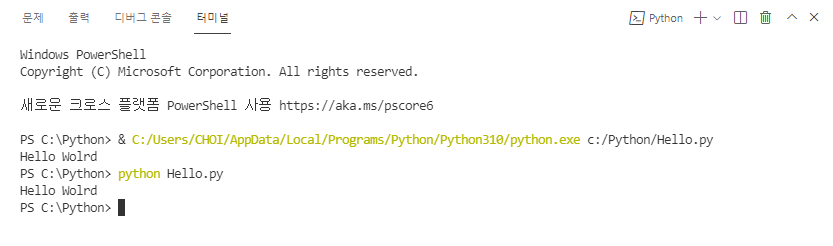 문제 출력 디버그 콘솔 터미널 Python
Windows PowerShell
Copyright (C) Microsoft Corporation. All rights reserved.
새로운 크로스 플랫폼 PowerShell 사용 https://aka.ms/pscore6
PS C:\Python> & C:/Users/CHOI/AppData/Local/Programs/Python/Python310/python.exe c:/Python/Hello.py
Hello Wolrd
PS C:\Python> python Hello.py
Hello Wolrd
PS C:\Python>